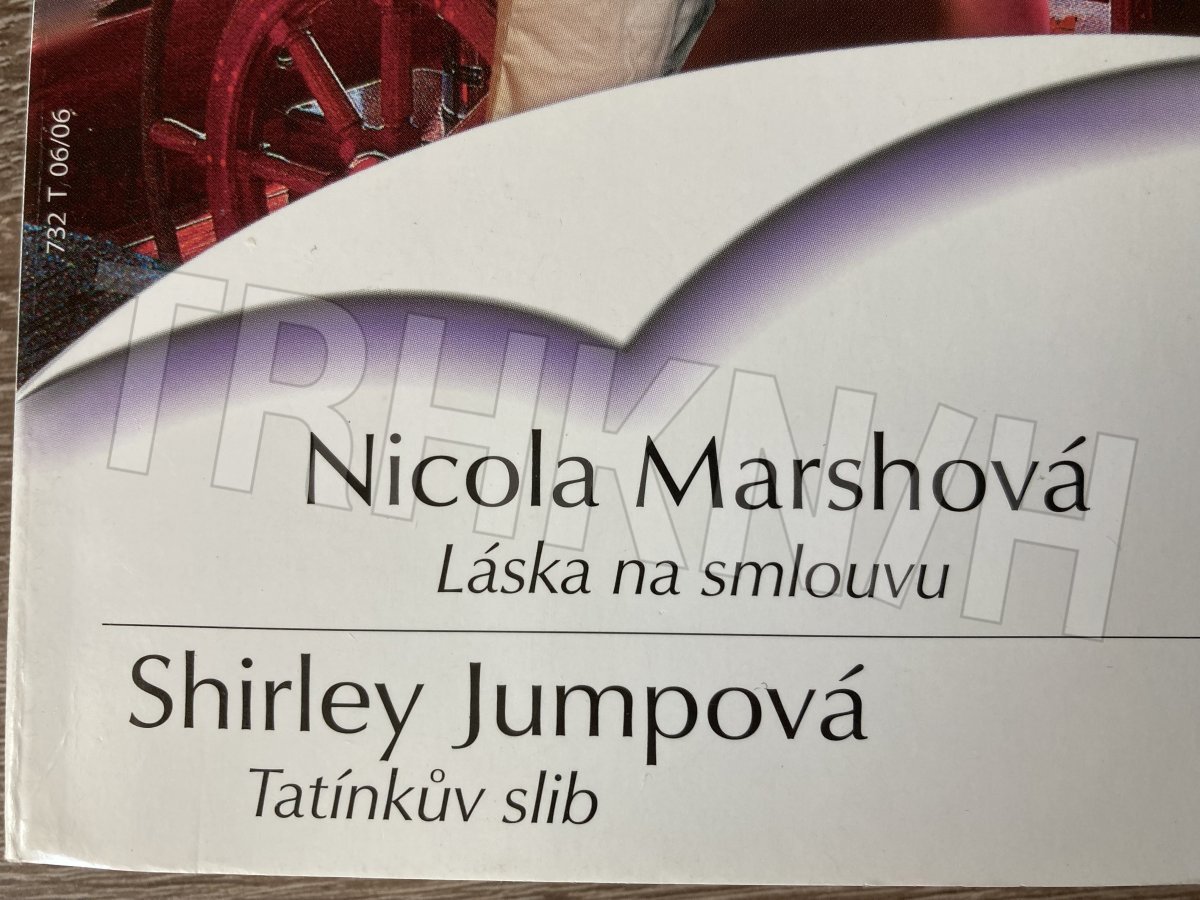 732 T 06/06
TRHKNIH
Nicola Marshová
Láska na smlouvu
Shirley Jumpová
Tatínkův slib